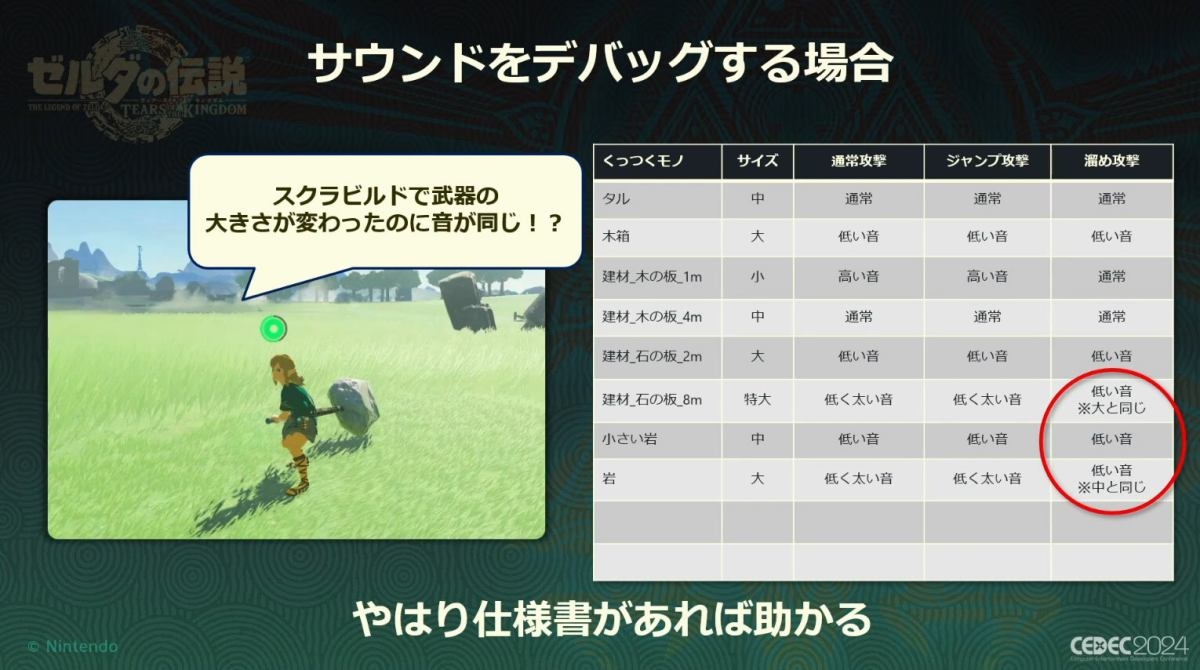 サウンドをデバッグする場合
ゼルダの伝説
THE LEGEND OF ZELDA
TEARS OF THE KINGDOM
スクラビルドで武器の
大きさが変わったのに音が同じ！？
くっつくモノ サイズ 通常攻撃 ジャンプ攻撃 溜め攻撃
タル 中 通常 通常 通常
木箱 大 低い音 低い音 低い音
建材_木の板_1m 小 高い音 高い音 通常
建材_木の板_4m 中 通常 通常 通常
建材_石の板_2m 大 低い音 低い音 低い音
建材_石の板_8m 特大 低く太い音 低く太い音 低い音
※大と同じ
小さい岩 中 低い音 低い音 低い音
岩 大 低く太い音 低く太い音 低い音
※中と同じ
やはり仕様書があれば助かる
© Nintendo
CEDEC2024
Computer Entertainment Developers Conference